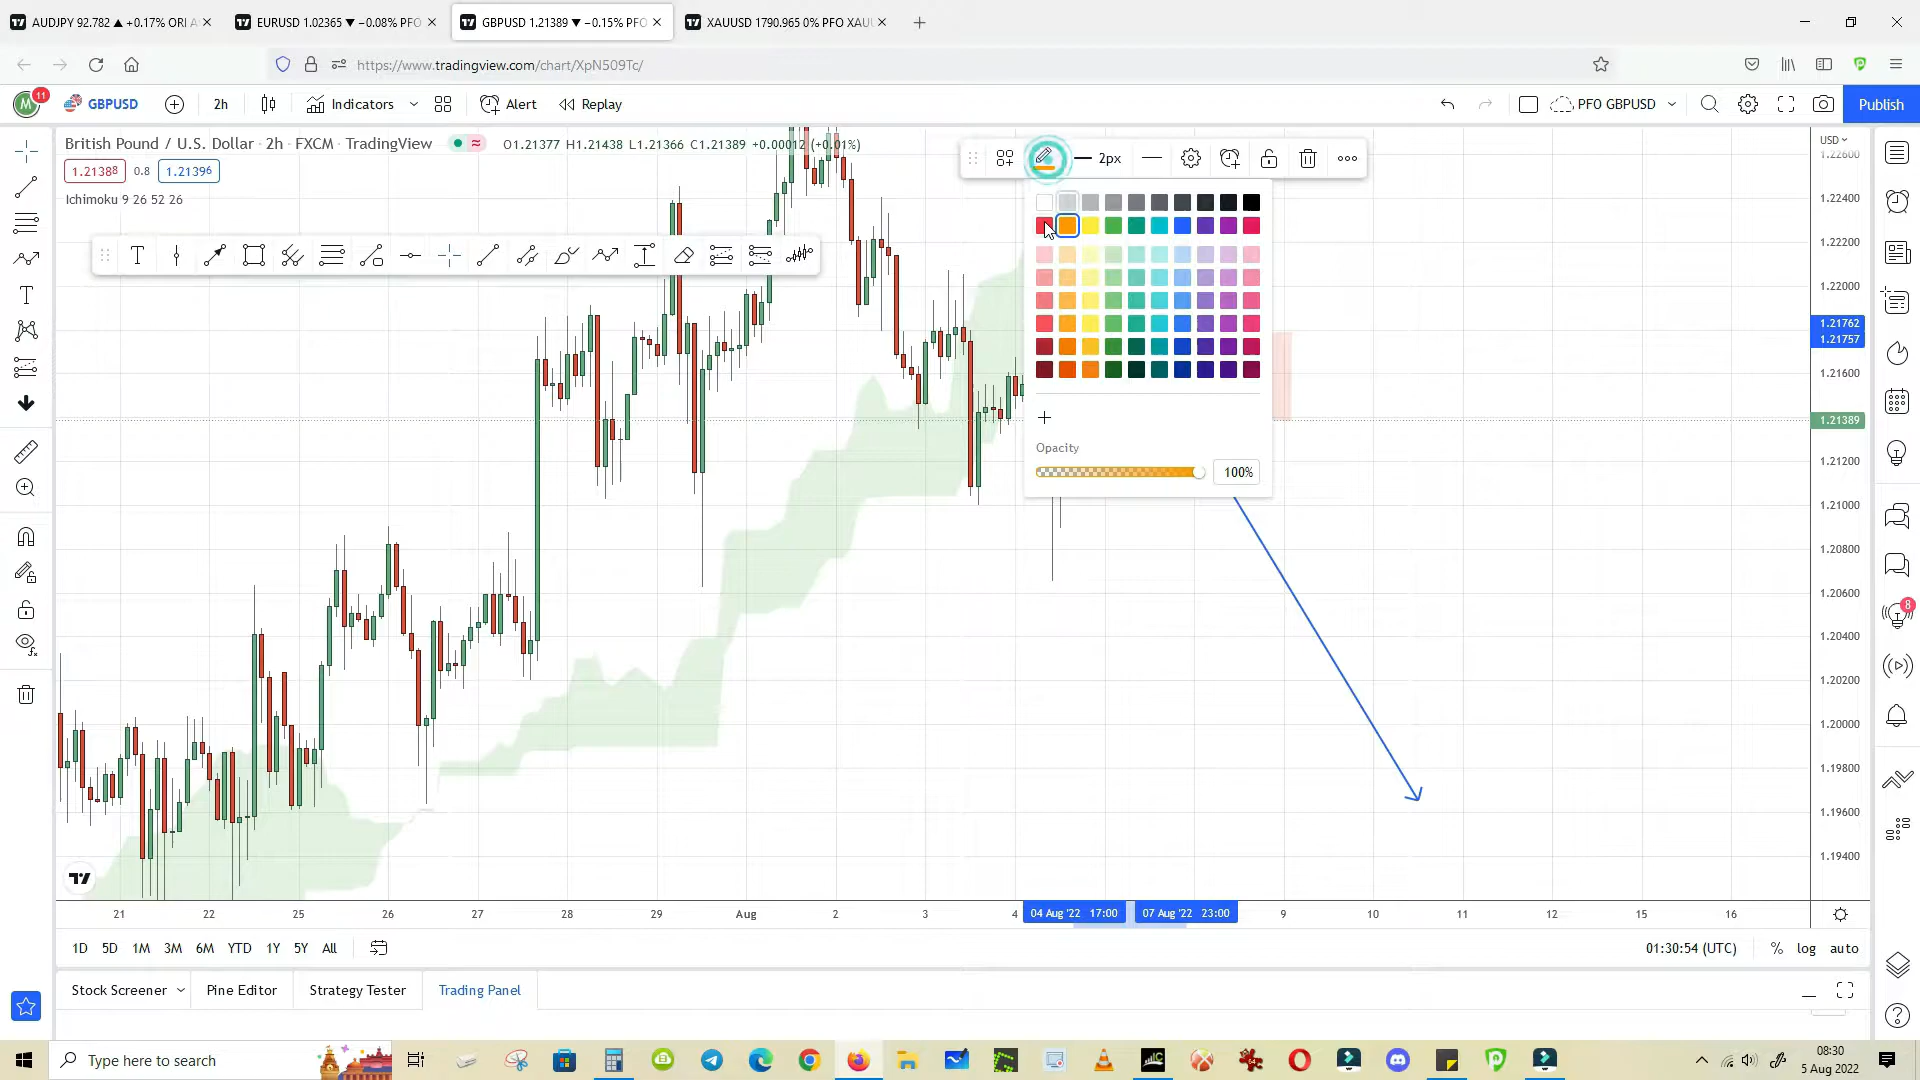 AUDJPY 92.782 ▲ +0.17% ORI A
EURUSD 1.02365 ▼ −0.08% PFO
GBPUSD 1.21389 ▼ −0.15% PFO
XAUUSD 1790.965 0% PFO XAU
https://www.tradingview.com/chart/XpN509Tc/
M
11
GBPUSD
2h
Indicators
Alert
Replay
PFO GBPUSD
Publish
British Pound / U.S. Dollar · 2h · FXCM · TradingView
O1.21377 H1.21438 L1.21366 C1.21389 +0.00012 (+0.01%)
1.21388 0.8 1.21396
Ichimoku 9 26 52 26
2px
Opacity
100%
USD
1.22600
1.22400
1.22200
1.22000
1.21762
1.21757
1.21600
1.21389
1.21200
1.21000
1.20800
1.20600
1.20400
1.20200
1.20000
1.19800
1.19600
1.19400
8
21 22 25 26 27 28 29 Aug 2 3 4 04 Aug '22 17:00 07 Aug '22 23:00 9 10 11 12 15 16
1D 5D 1M 3M 6M YTD 1Y 5Y All
01:30:54 (UTC) % log auto
Stock Screener Pine Editor Strategy Tester Trading Panel
Type here to search
08:30
5 Aug 2022